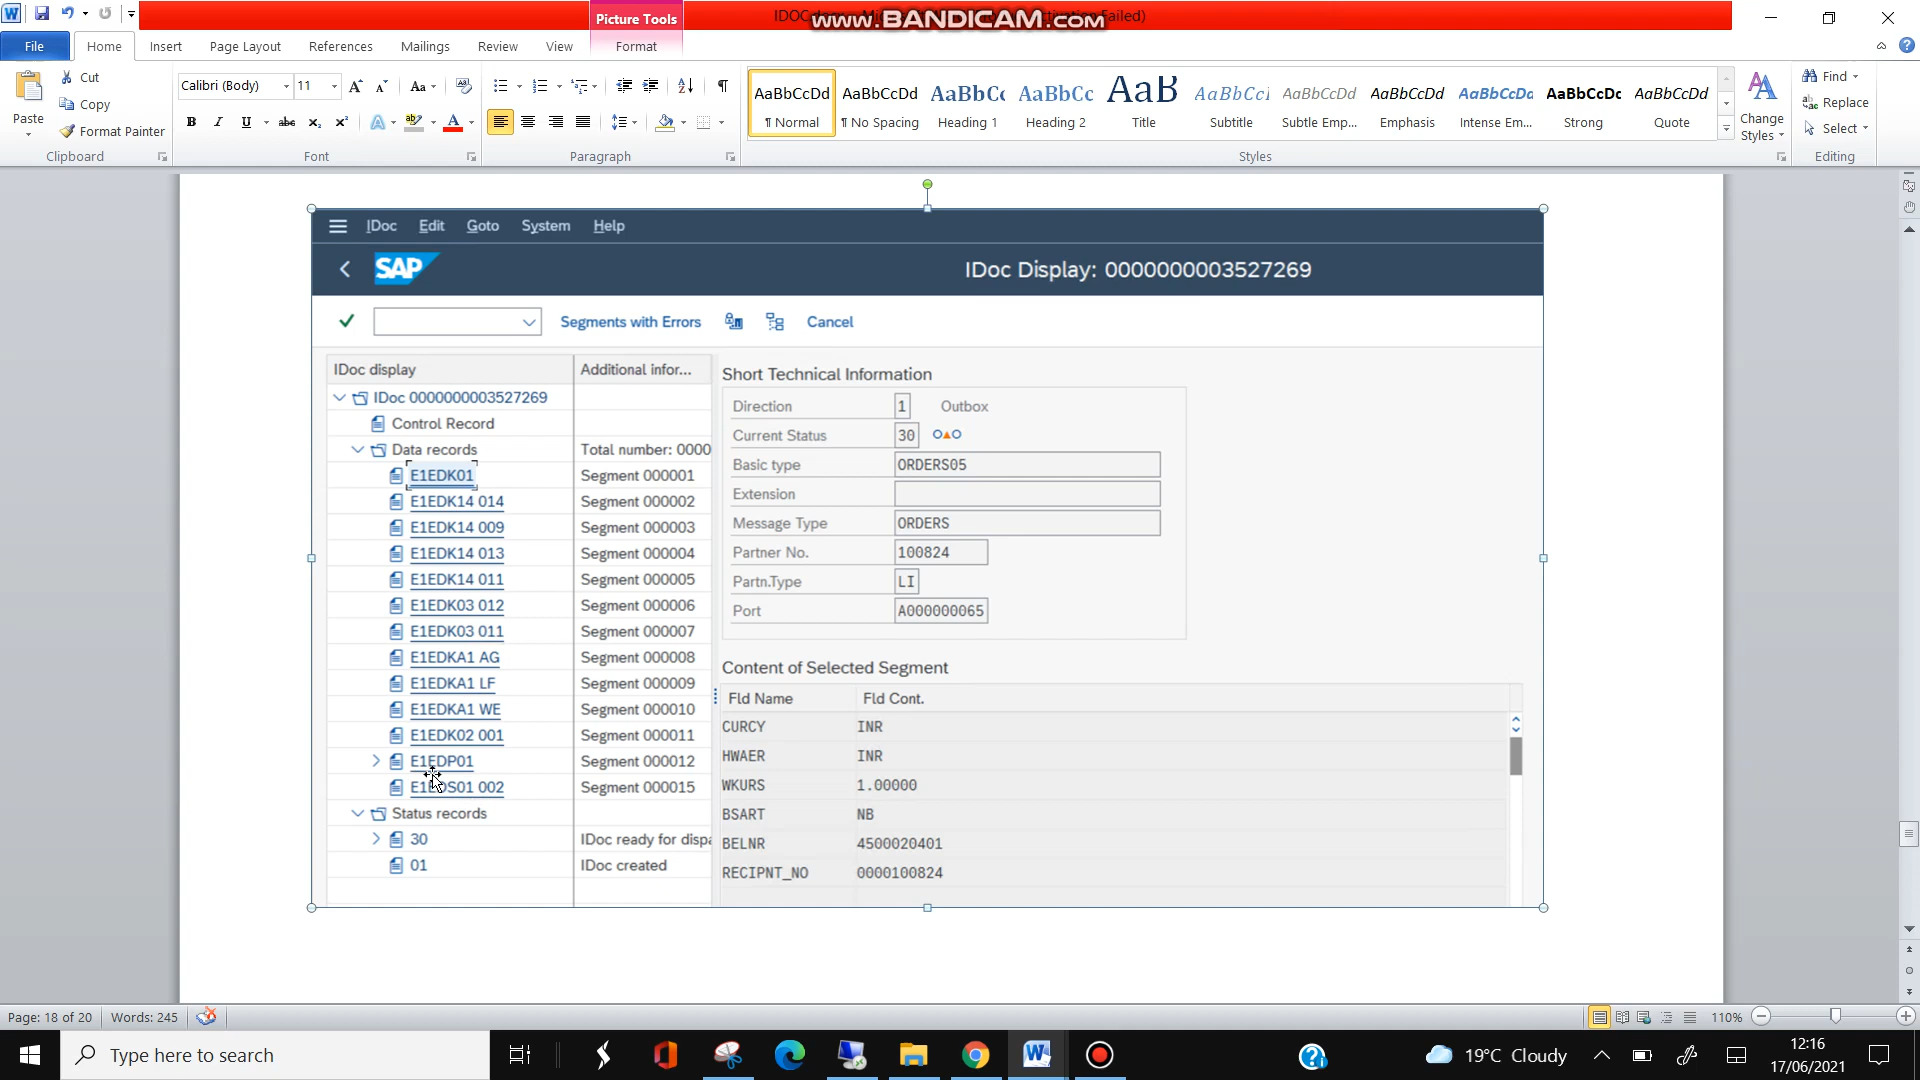 IDOC
www.BANDICAM.com
Failed)
Picture Tools
File
Home
Insert
Page Layout
References
Mailings
Review
View
Format
Paste
Cut
Copy
Format Painter
Clipboard
Calibri (Body)
11
Font
Paragraph
AaBbCcDd
¶ Normal
AaBbCcDd
¶ No Spacing
AaBbCc
Heading 1
AaBbCc
Heading 2
AaB
Title
AaBbCcI
Subtitle
AaBbCcDd
Subtle Emp...
AaBbCcDd
Emphasis
AaBbCcDd
Intense Em...
AaBbCcDc
Strong
AaBbCcDd
Quote
Styles
Change
Styles
Find
Replace
Select
Editing
IDoc Edit Goto System Help
SAP
IDoc Display: 0000000003527269
Segments with Errors
Cancel
IDoc display
Additional infor...
IDoc 0000000003527269
Control Record
Data records
Total number: 0000
E1EDK01
Segment 000001
E1EDK14 014
Segment 000002
E1EDK14 009
Segment 000003
E1EDK14 013
Segment 000004
E1EDK14 011
Segment 000005
E1EDK03 012
Segment 000006
E1EDK03 011
Segment 000007
E1EDKA1 AG
Segment 000008
E1EDKA1 LF
Segment 000009
E1EDKA1 WE
Segment 000010
E1EDK02 001
Segment 000011
E1EDP01
Segment 000012
E1EDS01 002
Segment 000015
Status records
30
IDoc ready for dispa
01
IDoc created
Short Technical Information
Direction 1 Outbox
Current Status 30
Basic type ORDERS05
Extension
Message Type ORDERS
Partner No. 100824
Partn.Type LI
Port A000000065
Content of Selected Segment
Fld Name Fld Cont.
CURCY INR
HWAER INR
WKURS 1.00000
BSART NB
BELNR 4500020401
RECIPNT_NO 0000100824
Page: 18 of 20
Words: 245
110%
Type here to search
19°C Cloudy
12:16
17/06/2021